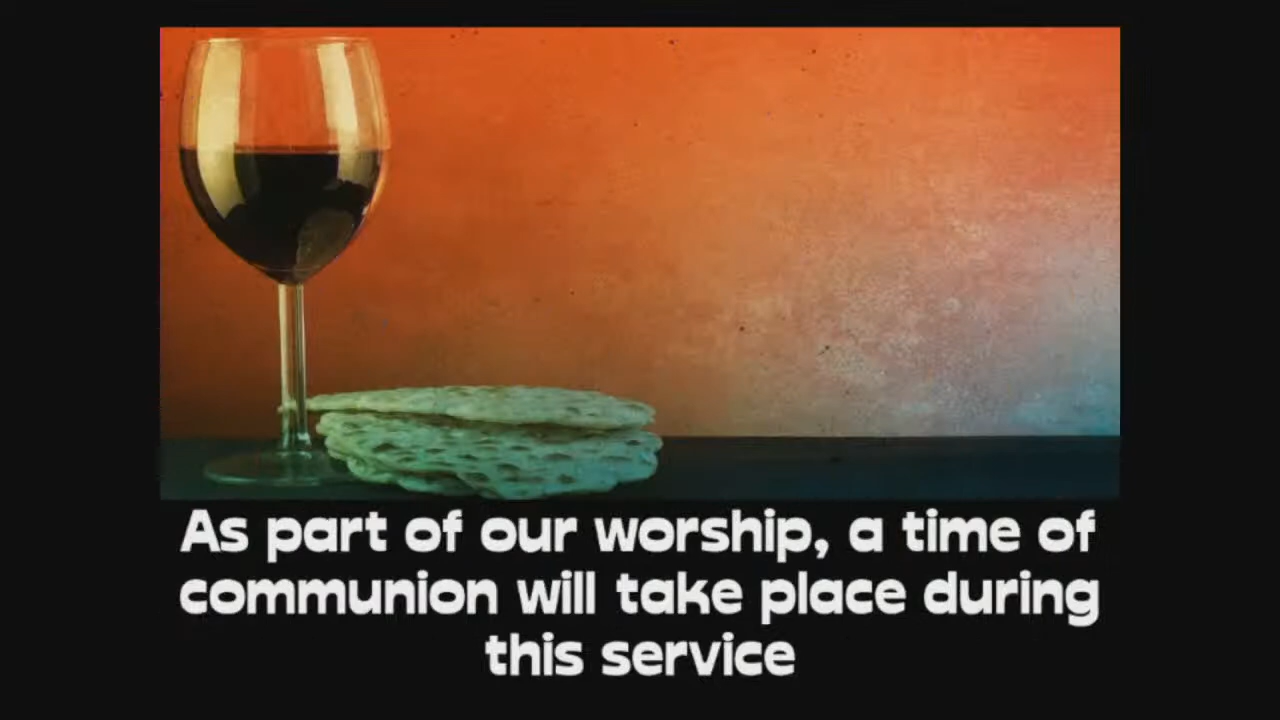 As part of our worship, a time of
communion will take place during
this service